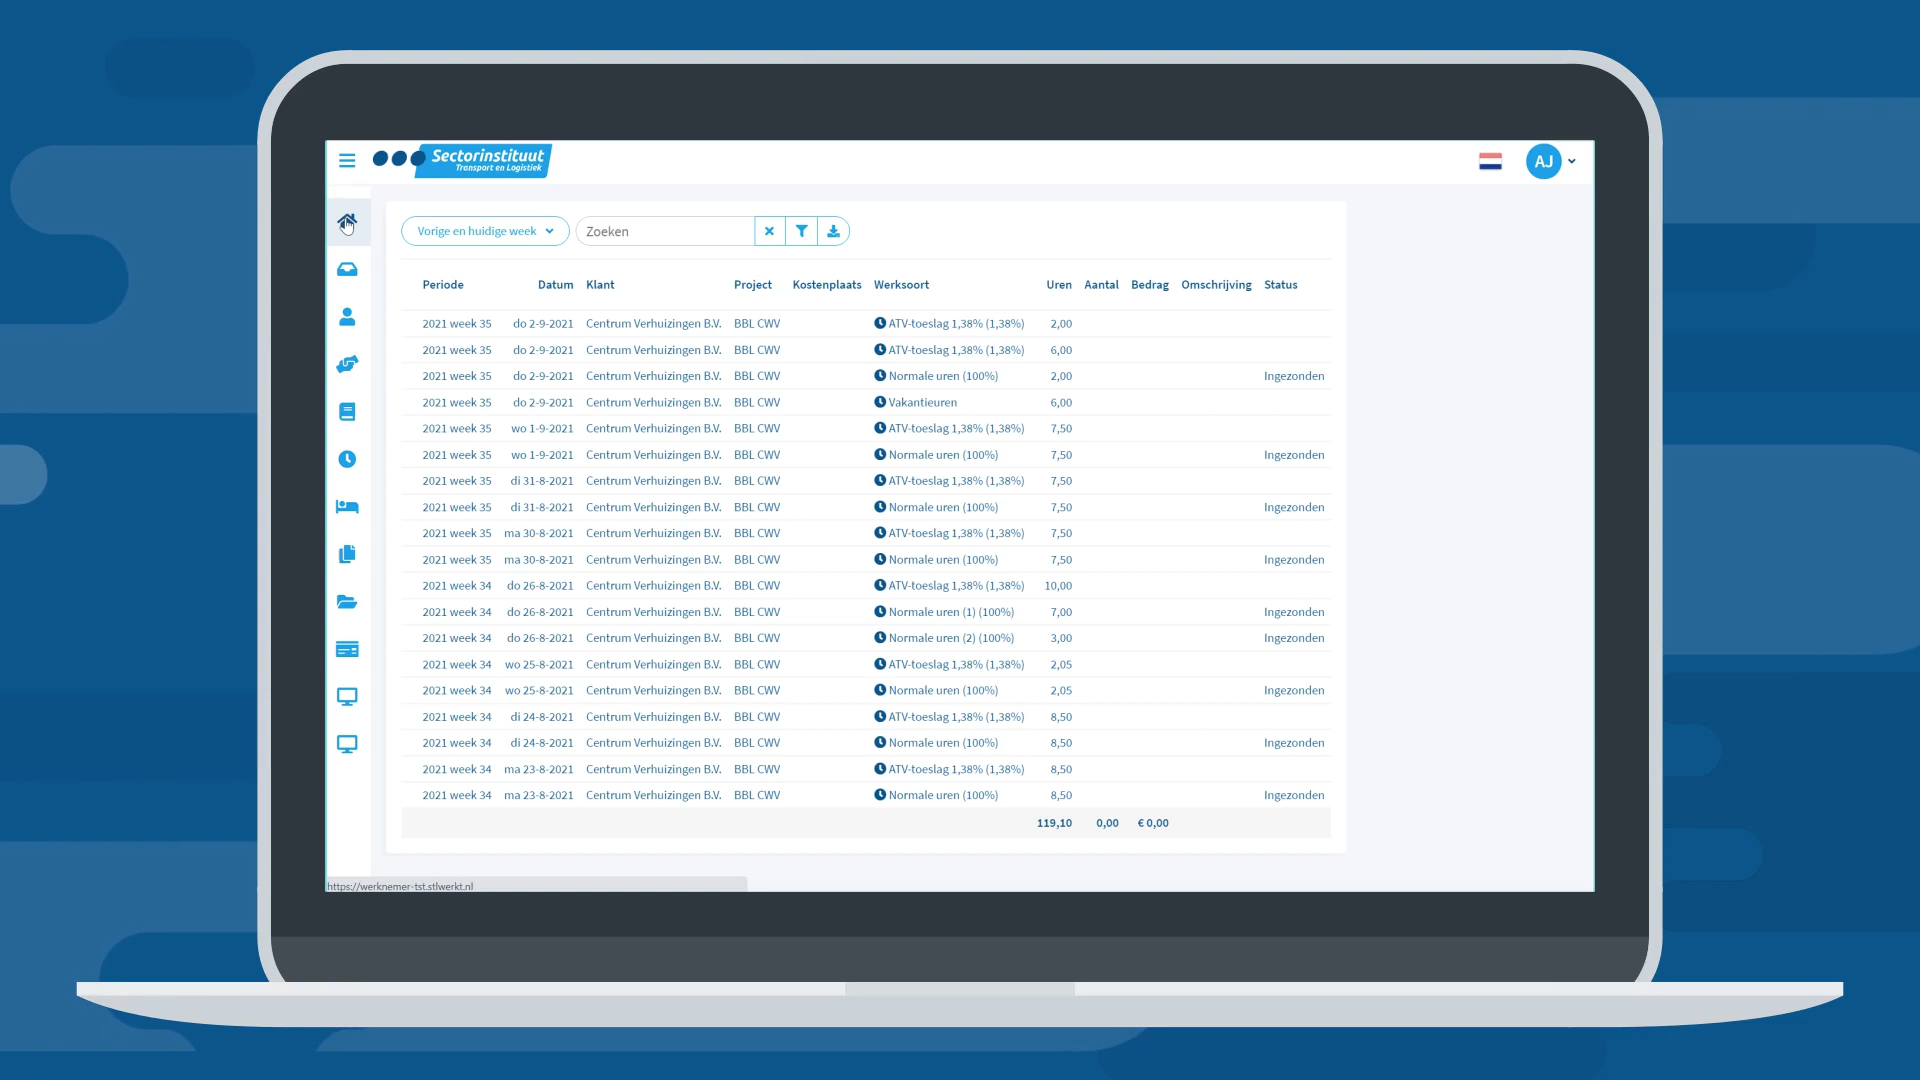 Sectorinstituut
Transport en Logistiek
AJ
Vorige en huidige week
Zoeken
Periode Datum Klant Project Kostenplaats Werksoort Uren Aantal Bedrag Omschrijving Status
2021 week 35 do 2-9-2021 Centrum Verhuizingen B.V. BBL CWV ATV-toeslag 1,38% (1,38%) 2,00
2021 week 35 do 2-9-2021 Centrum Verhuizingen B.V. BBL CWV ATV-toeslag 1,38% (1,38%) 6,00
2021 week 35 do 2-9-2021 Centrum Verhuizingen B.V. BBL CWV Normale uren (100%) 2,00 Ingezonden
2021 week 35 do 2-9-2021 Centrum Verhuizingen B.V. BBL CWV Vakantieuren 6,00
2021 week 35 wo 1-9-2021 Centrum Verhuizingen B.V. BBL CWV ATV-toeslag 1,38% (1,38%) 7,50
2021 week 35 wo 1-9-2021 Centrum Verhuizingen B.V. BBL CWV Normale uren (100%) 7,50 Ingezonden
2021 week 35 di 31-8-2021 Centrum Verhuizingen B.V. BBL CWV ATV-toeslag 1,38% (1,38%) 7,50
2021 week 35 di 31-8-2021 Centrum Verhuizingen B.V. BBL CWV Normale uren (100%) 7,50 Ingezonden
2021 week 35 ma 30-8-2021 Centrum Verhuizingen B.V. BBL CWV ATV-toeslag 1,38% (1,38%) 7,50
2021 week 35 ma 30-8-2021 Centrum Verhuizingen B.V. BBL CWV Normale uren (100%) 7,50 Ingezonden
2021 week 34 do 26-8-2021 Centrum Verhuizingen B.V. BBL CWV ATV-toeslag 1,38% (1,38%) 10,00
2021 week 34 do 26-8-2021 Centrum Verhuizingen B.V. BBL CWV Normale uren (1) (100%) 7,00 Ingezonden
2021 week 34 do 26-8-2021 Centrum Verhuizingen B.V. BBL CWV Normale uren (2) (100%) 3,00 Ingezonden
2021 week 34 wo 25-8-2021 Centrum Verhuizingen B.V. BBL CWV ATV-toeslag 1,38% (1,38%) 2,05
2021 week 34 wo 25-8-2021 Centrum Verhuizingen B.V. BBL CWV Normale uren (100%) 2,05 Ingezonden
2021 week 34 di 24-8-2021 Centrum Verhuizingen B.V. BBL CWV ATV-toeslag 1,38% (1,38%) 8,50
2021 week 34 di 24-8-2021 Centrum Verhuizingen B.V. BBL CWV Normale uren (100%) 8,50 Ingezonden
2021 week 34 ma 23-8-2021 Centrum Verhuizingen B.V. BBL CWV ATV-toeslag 1,38% (1,38%) 8,50
2021 week 34 ma 23-8-2021 Centrum Verhuizingen B.V. BBL CWV Normale uren (100%) 8,50 Ingezonden
119,10 0,00 € 0,00
https://werknemer-tst.stlwerkt.nl